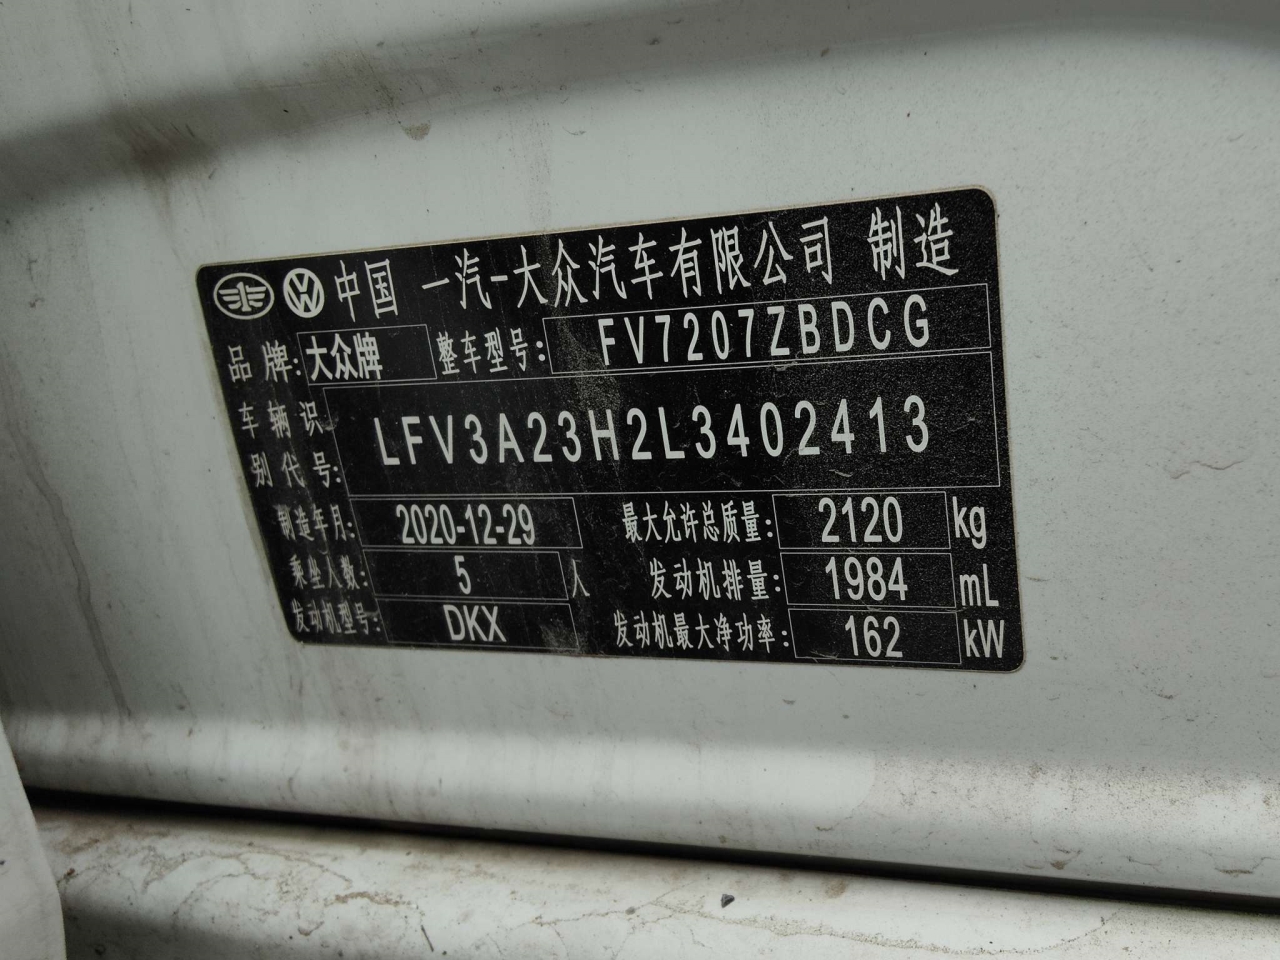 中国 一汽-大众汽车有限公司 制造
品牌: 大众牌 整车型号: FV7207ZBDCG
车辆识别代号: LFV3A23H2L3402413
制造年月: 2020-12-29 最大允许总质量: 2120 kg
乘坐人数: 5 人 发动机排量: 1984 mL
发动机型号: DKX 发动机最大净功率: 162 kW